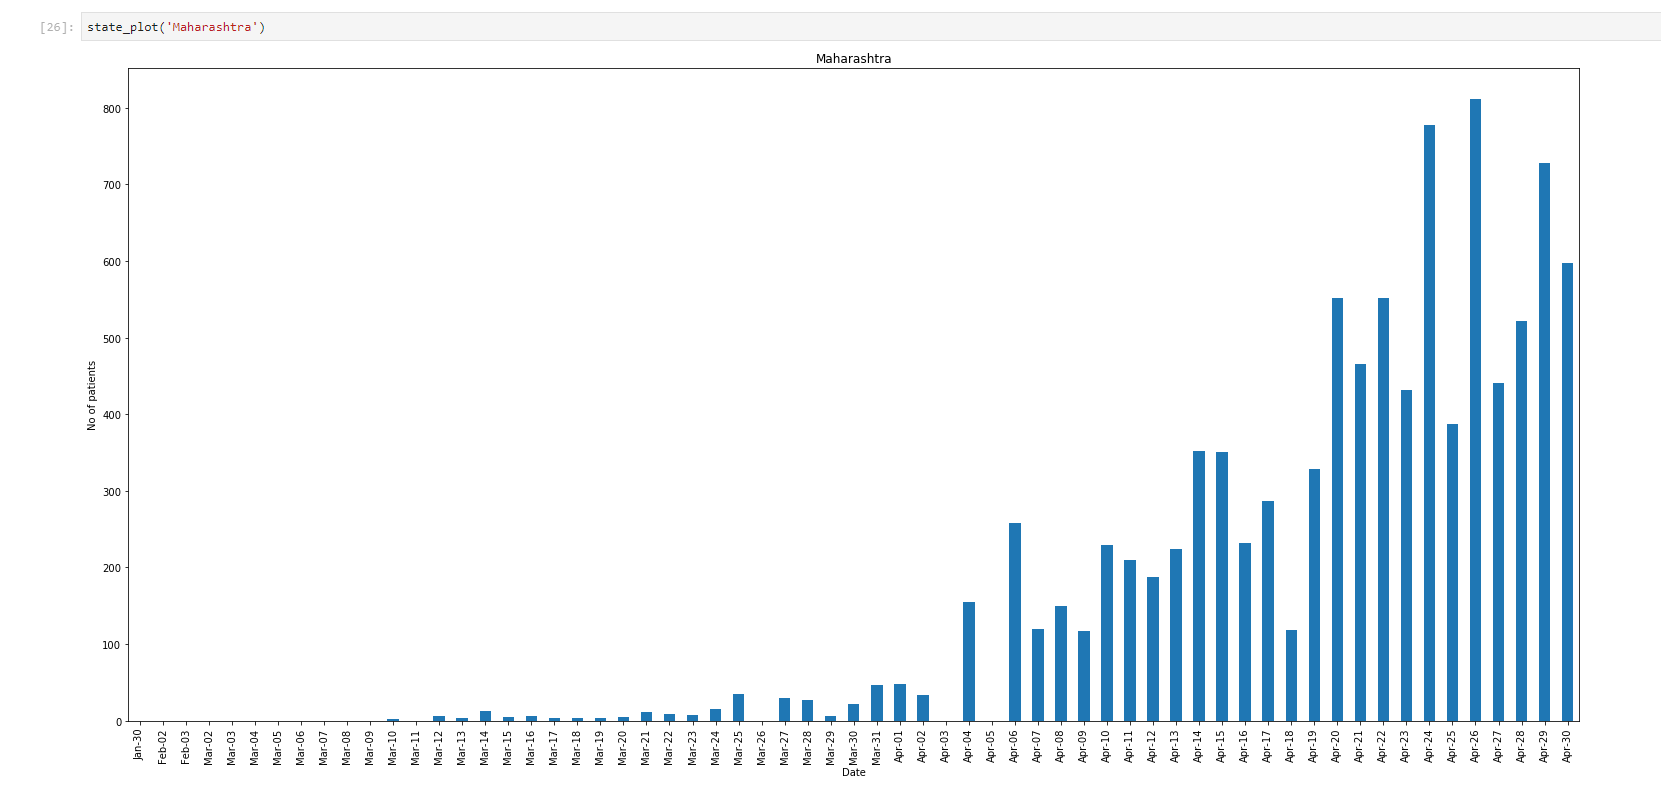 [26]: state_plot('Maharashtra')
Maharashtra
800
700
600
500
400
300
200
100
0
No of patients
Jan-30 Feb-02 Feb-03 Mar-02 Mar-03 Mar-04 Mar-05 Mar-06 Mar-07 Mar-08 Mar-09 Mar-10 Mar-11 Mar-12 Mar-13 Mar-14 Mar-15 Mar-16 Mar-17 Mar-18 Mar-19 Mar-20 Mar-21 Mar-22 Mar-23 Mar-24 Mar-25 Mar-26 Mar-27 Mar-28 Mar-29 Mar-30 Mar-31 Apr-01 Apr-02 Apr-03 Apr-04 Apr-05 Apr-06 Apr-07 Apr-08 Apr-09 Apr-10 Apr-11 Apr-12 Apr-13 Apr-14 Apr-15 Apr-16 Apr-17 Apr-18 Apr-19 Apr-20 Apr-21 Apr-22 Apr-23 Apr-24 Apr-25 Apr-26 Apr-27 Apr-28 Apr-29 Apr-30
Date